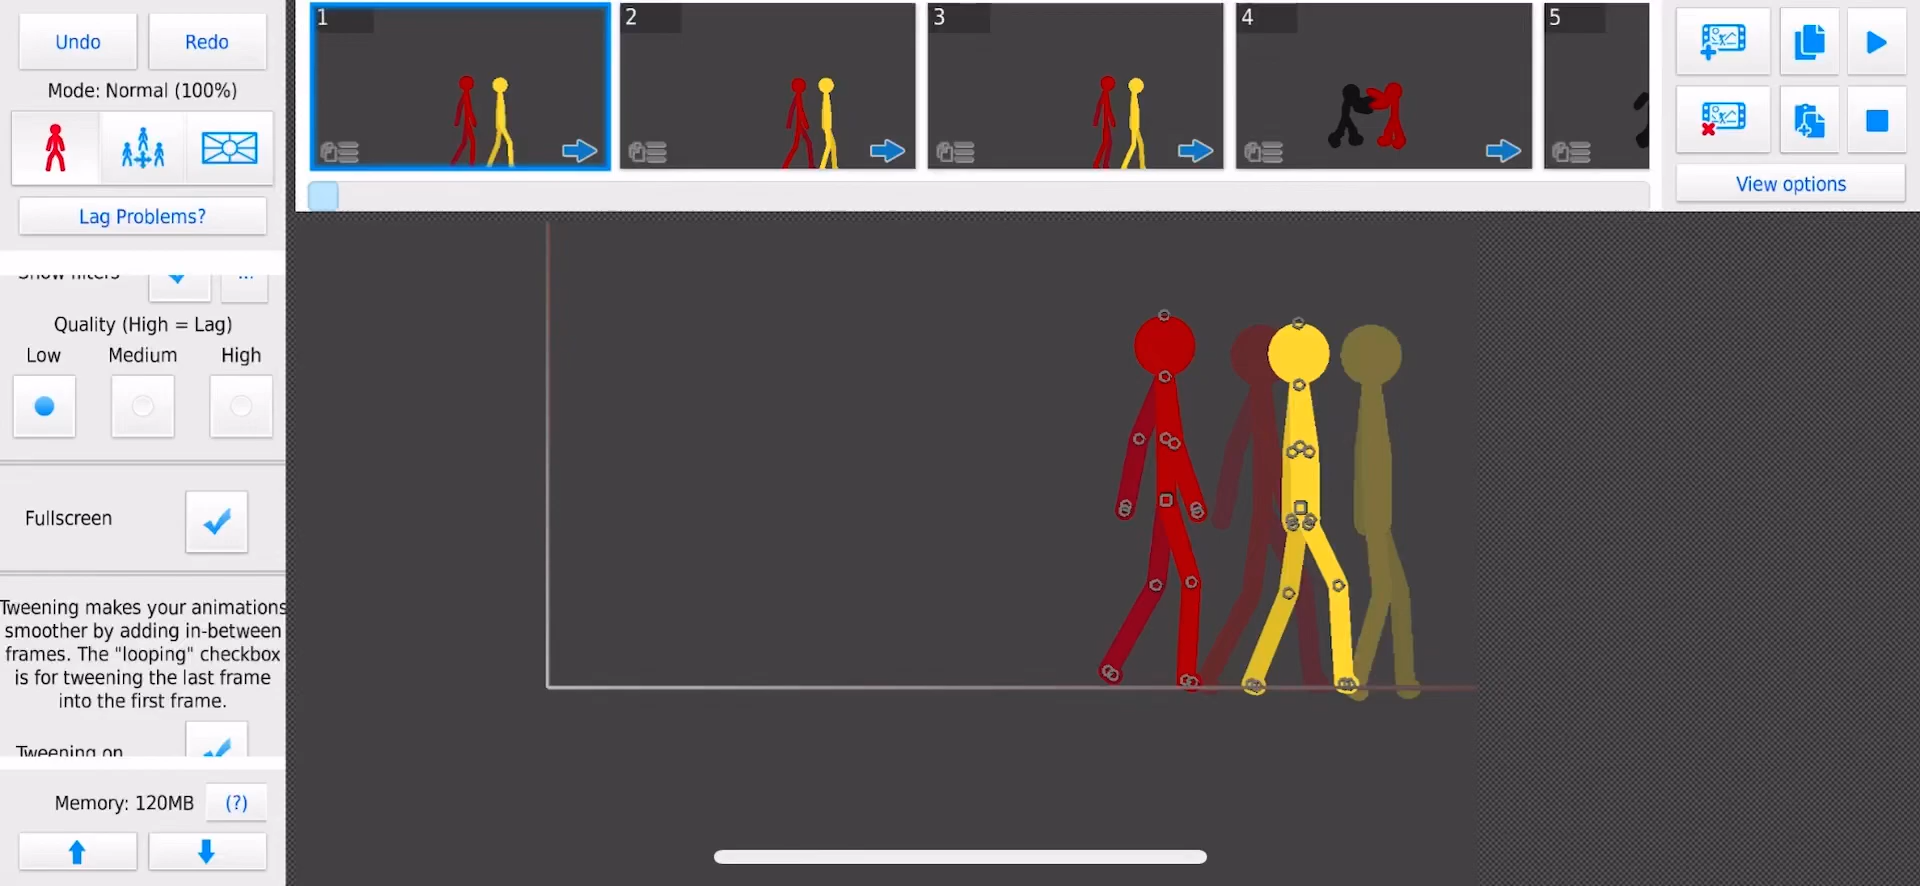 Undo
Redo
Mode: Normal (100%)
Lag Problems?
Show filters
...
Quality (High = Lag)
Low
Medium
High
Fullscreen
Tweening makes your animations
smoother by adding in-between
frames. The "looping" checkbox
is for tweening the last frame
into the first frame.
Tweening on
Memory: 120MB
(?)
1
2
3
4
5
View options